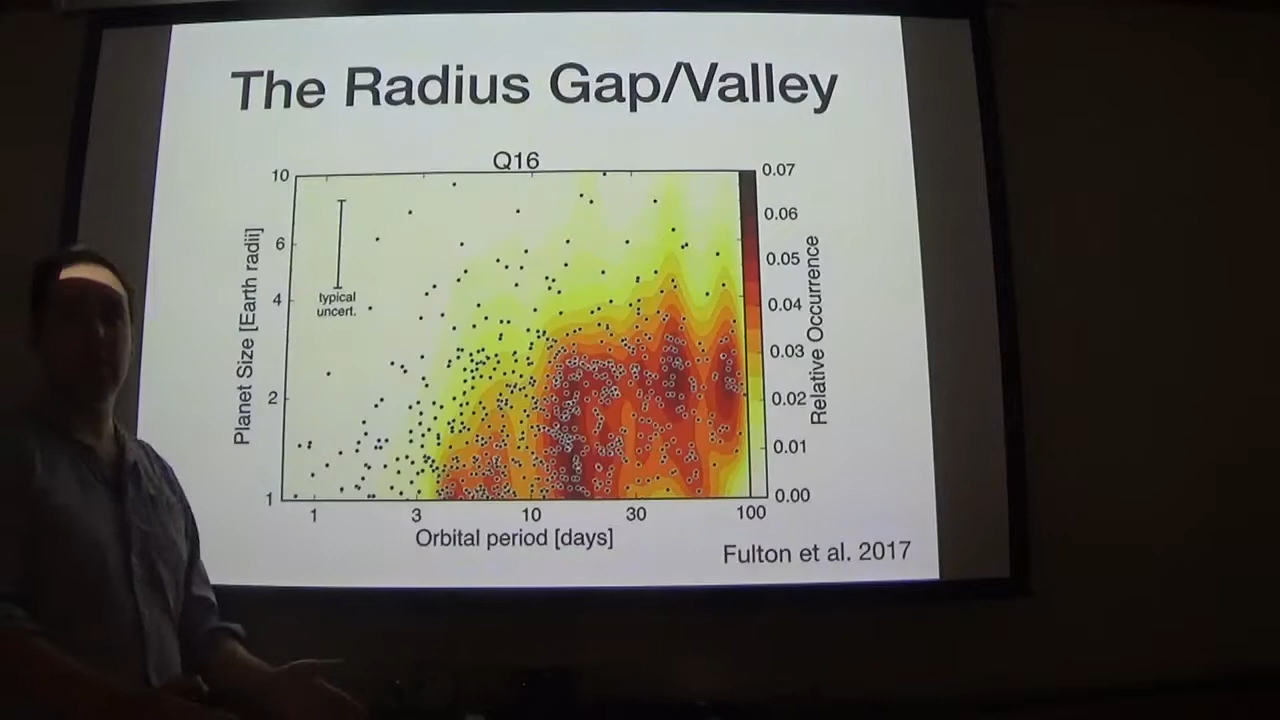 The Radius Gap/Valley
Q16
10
6
4
2
1
Planet Size [Earth radii]
typical
uncert.
1
3
10
30
100
Orbital period [days]
0.07
0.06
0.05
0.04
0.03
0.02
0.01
0.00
Relative Occurrence
Fulton et al. 2017